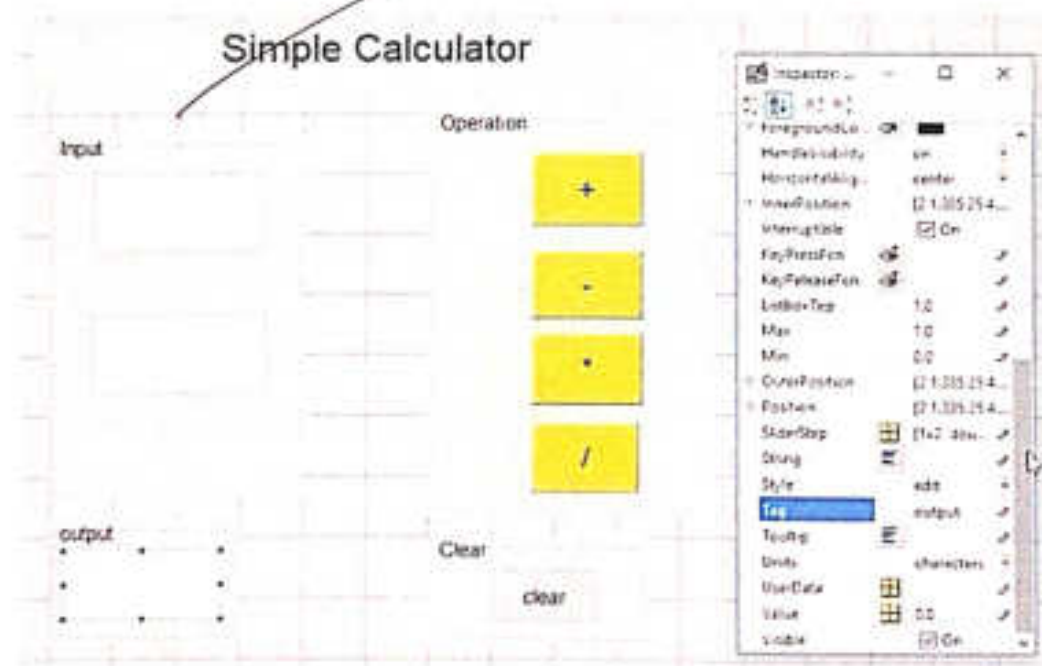 Simple Calculator
Inspector ...
Operation
Input
+
-
*
/
output
Clear
clear
HorizontalAlig... center
InnerPosition
Interruptible On
KeyPressFcn
KeyReleaseFcn
ListboxTop 1.0
Max 1.0
Min 0.0
OuterPosition
Position
SliderStep
String
Style edit
Tag output
Tooltip
Units characters
UserData
Value 0.0
Visible On